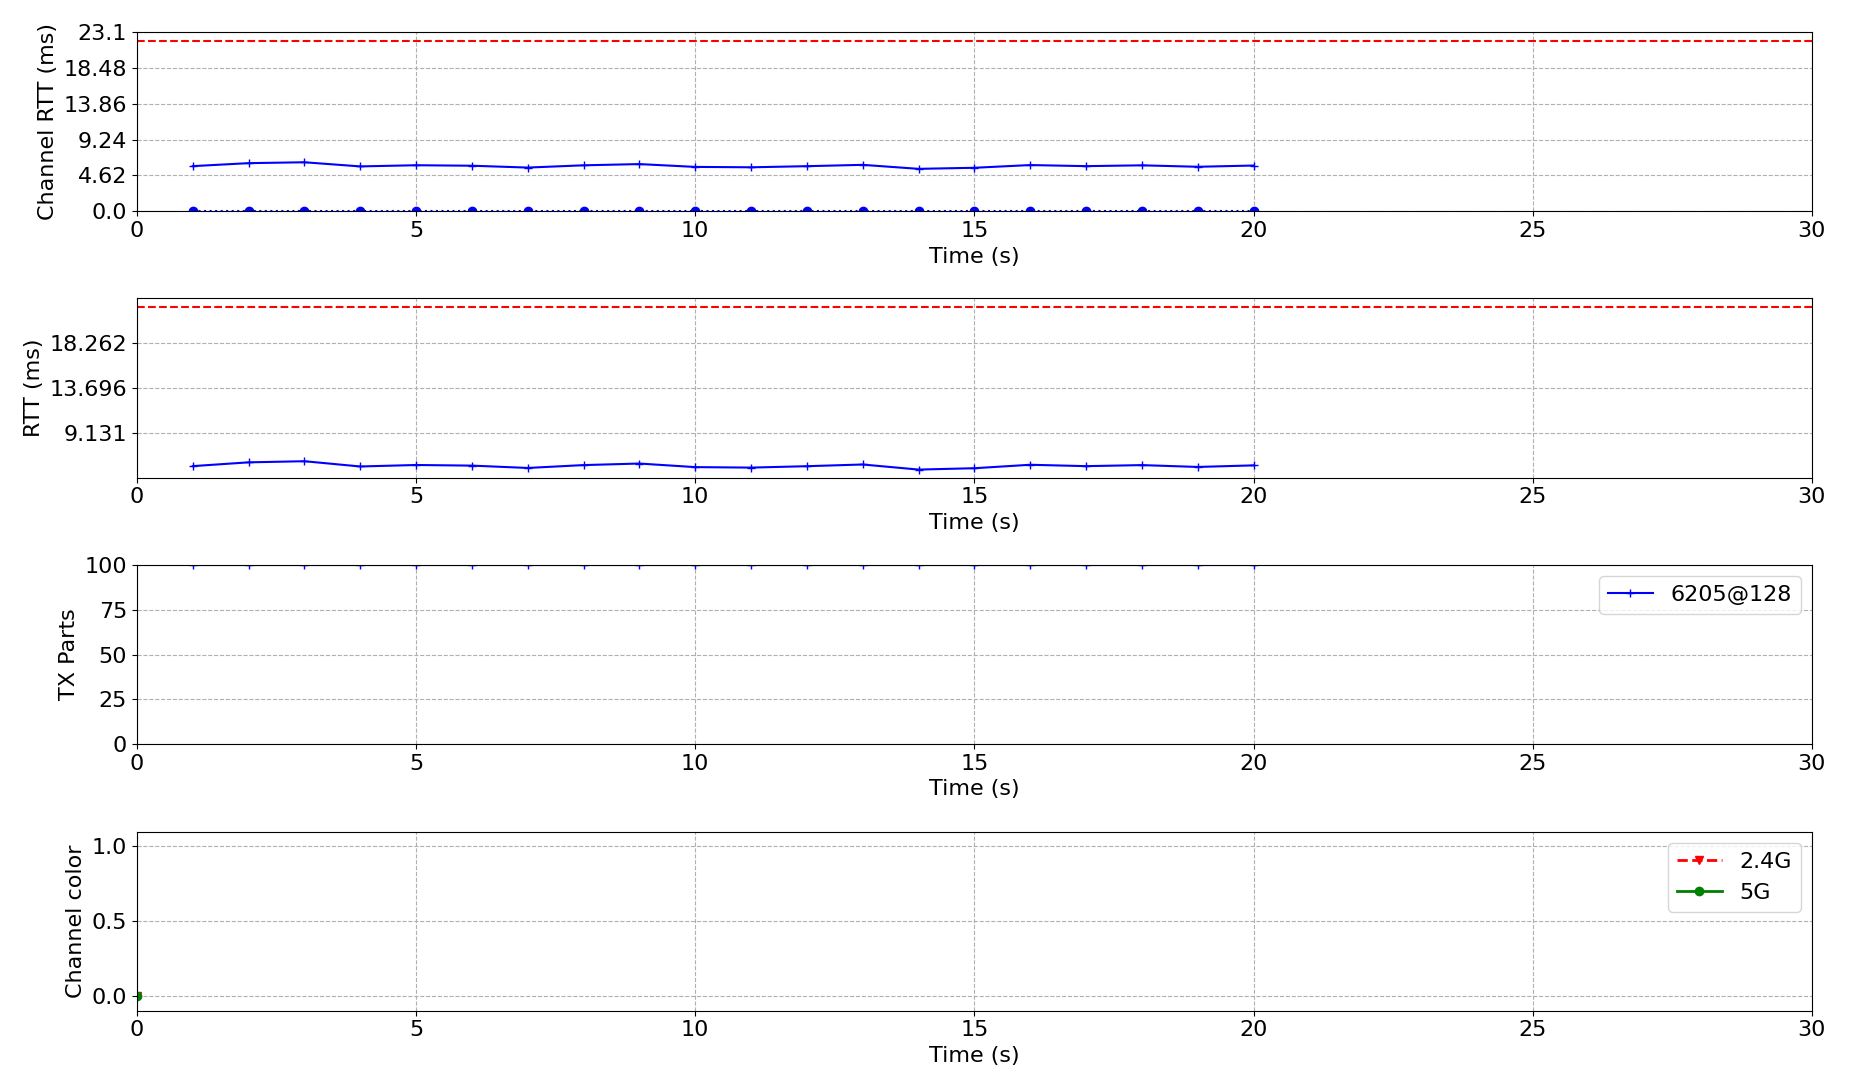 Channel RTT (ms)
23.1
18.48
13.86
9.24
4.62
0.0
0 5 10 15 20 25 30
Time (s)
RTT (ms)
18.262
13.696
9.131
0 5 10 15 20 25 30
Time (s)
TX Parts
100
75
50
25
0
6205@128
0 5 10 15 20 25 30
Time (s)
Channel color
1.0
0.5
0.0
2.4G
5G
0 5 10 15 20 25 30
Time (s)